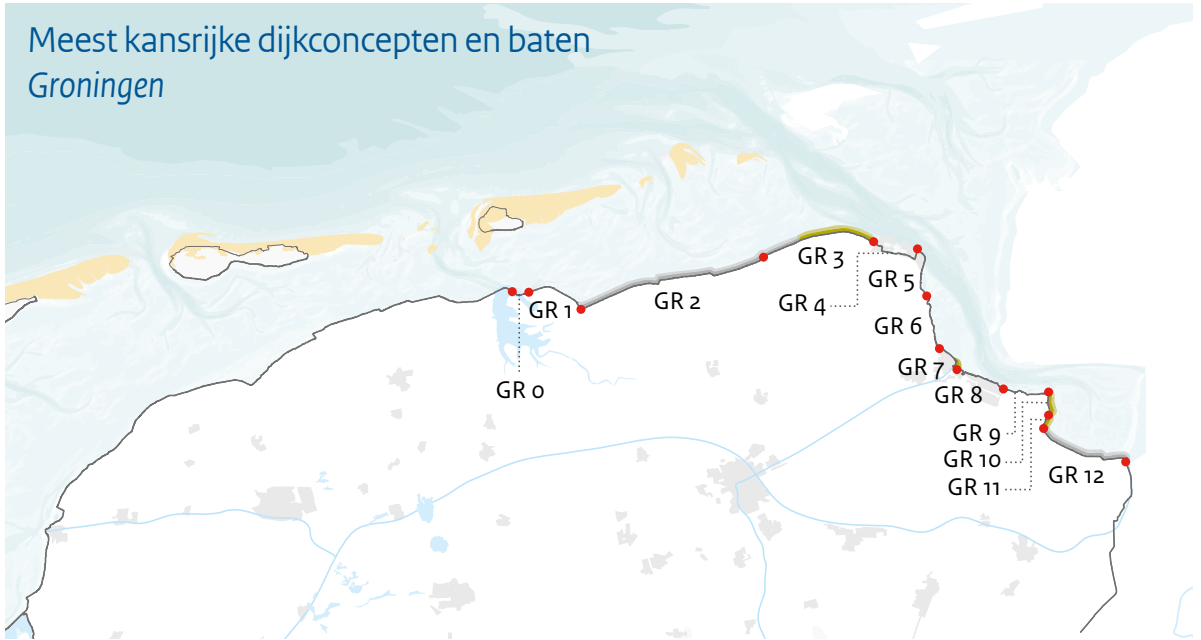 Meest kansrijke dijkconcepten en baten
Groningen
GR 0
GR 1
GR 2
GR 3
GR 4
GR 5
GR 6
GR 7
GR 8
GR 9
GR 10
GR 11
GR 12